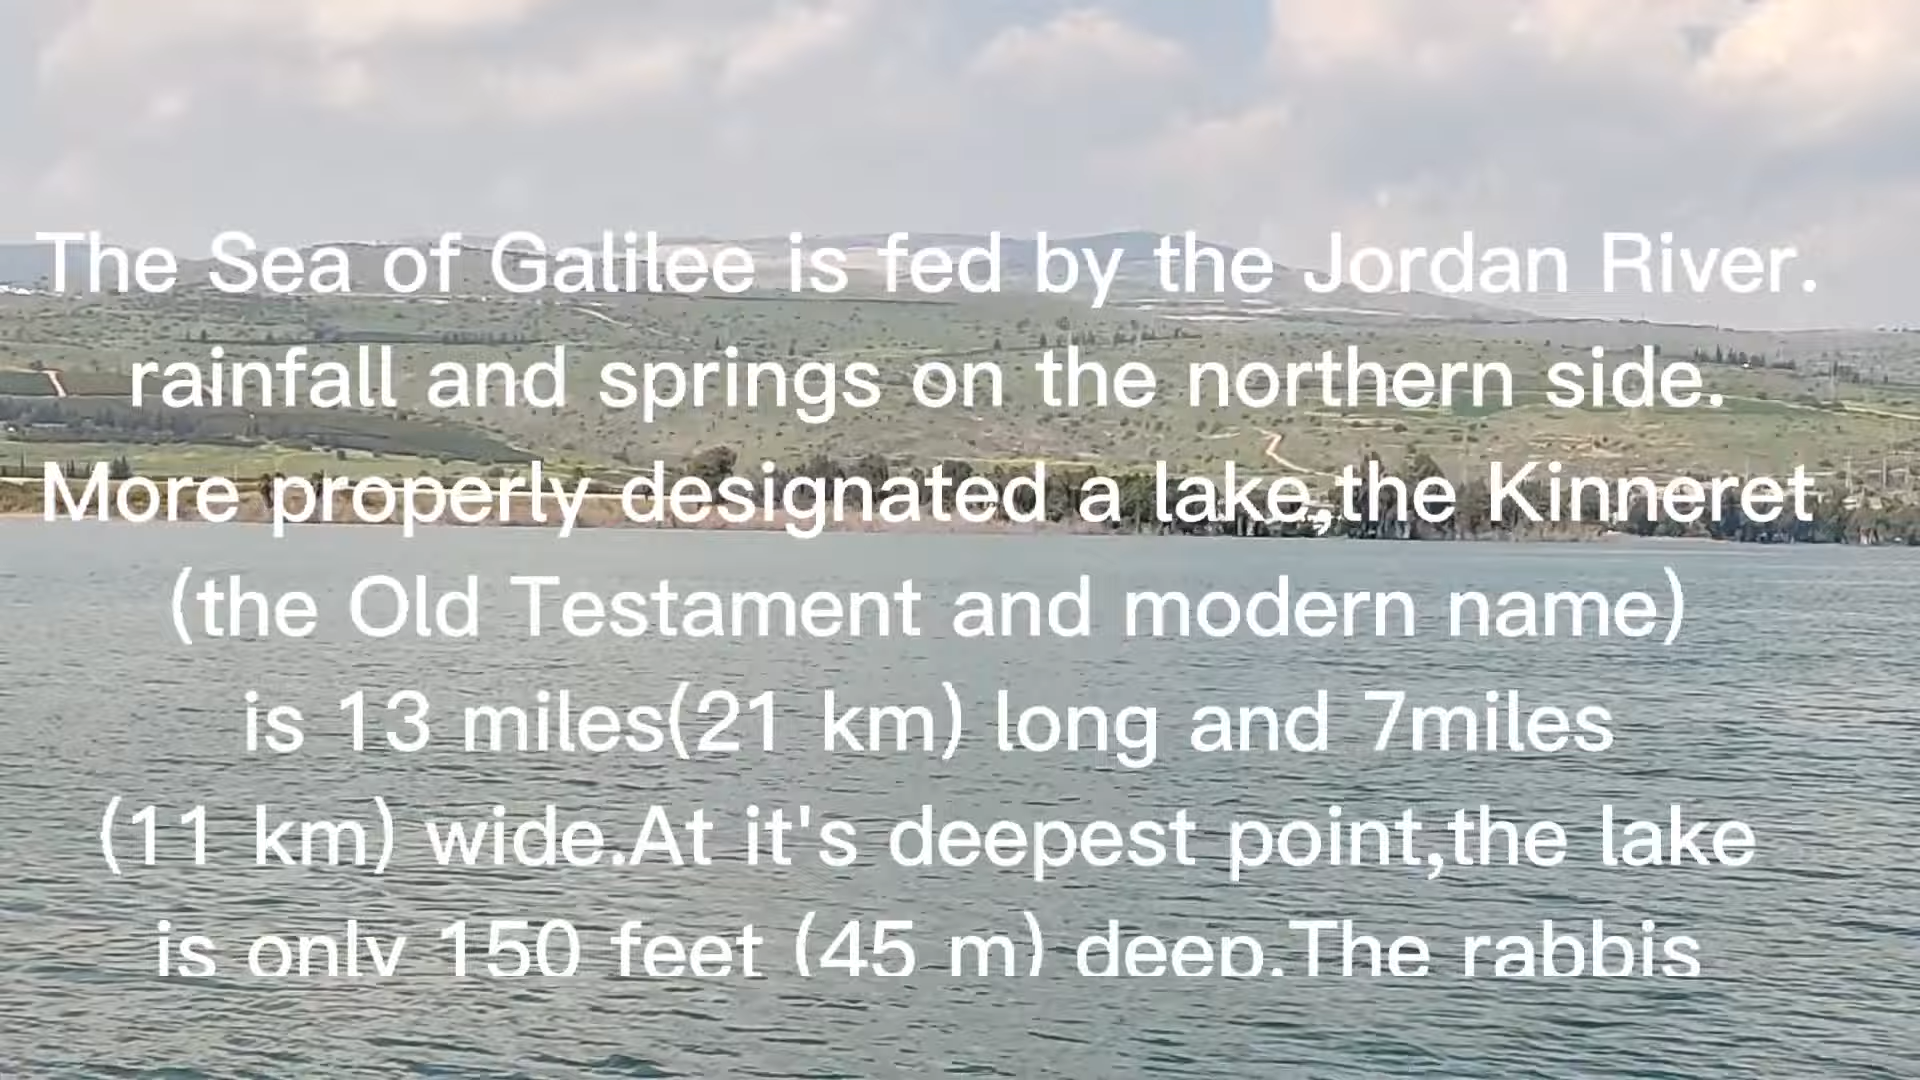 The Sea of Galilee is fed by the Jordan River.
rainfall and springs on the northern side.
More properly designated a lake,the Kinneret
(the Old Testament and modern name)
is 13 miles(21 km) long and 7miles
(11 km) wide.At it's deepest point,the lake
is only 150 feet (45 m) deep.The rabbis